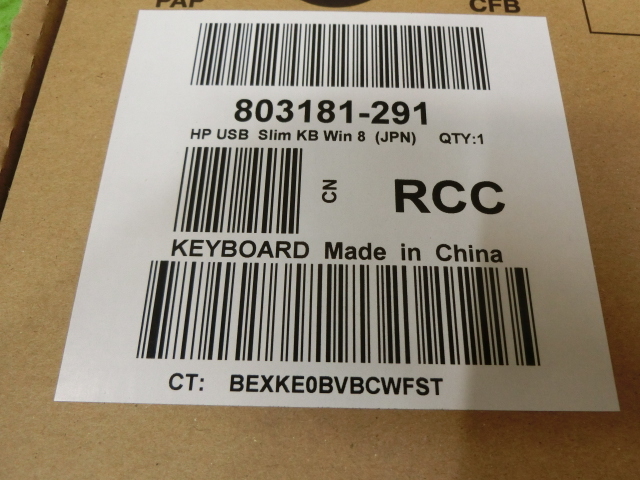 PAP CFB
803181-291
HP USB Slim KB Win 8 (JPN) QTY:1
CN RCC
KEYBOARD Made in China
CT: BEXKE0BVBCWFST